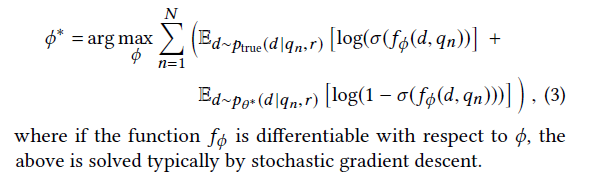 ϕ* = arg max_ϕ ∑_{n=1}^{N} ( 𝔼_{d∼p_true(d|q_n,r)} [log(σ(f_ϕ(d, q_n))] +
𝔼_{d∼p_θ*(d|q_n,r)} [log(1 − σ(f_ϕ(d, q_n)))] ) , (3)
where if the function f_ϕ is differentiable with respect to ϕ, the
above is solved typically by stochastic gradient descent.